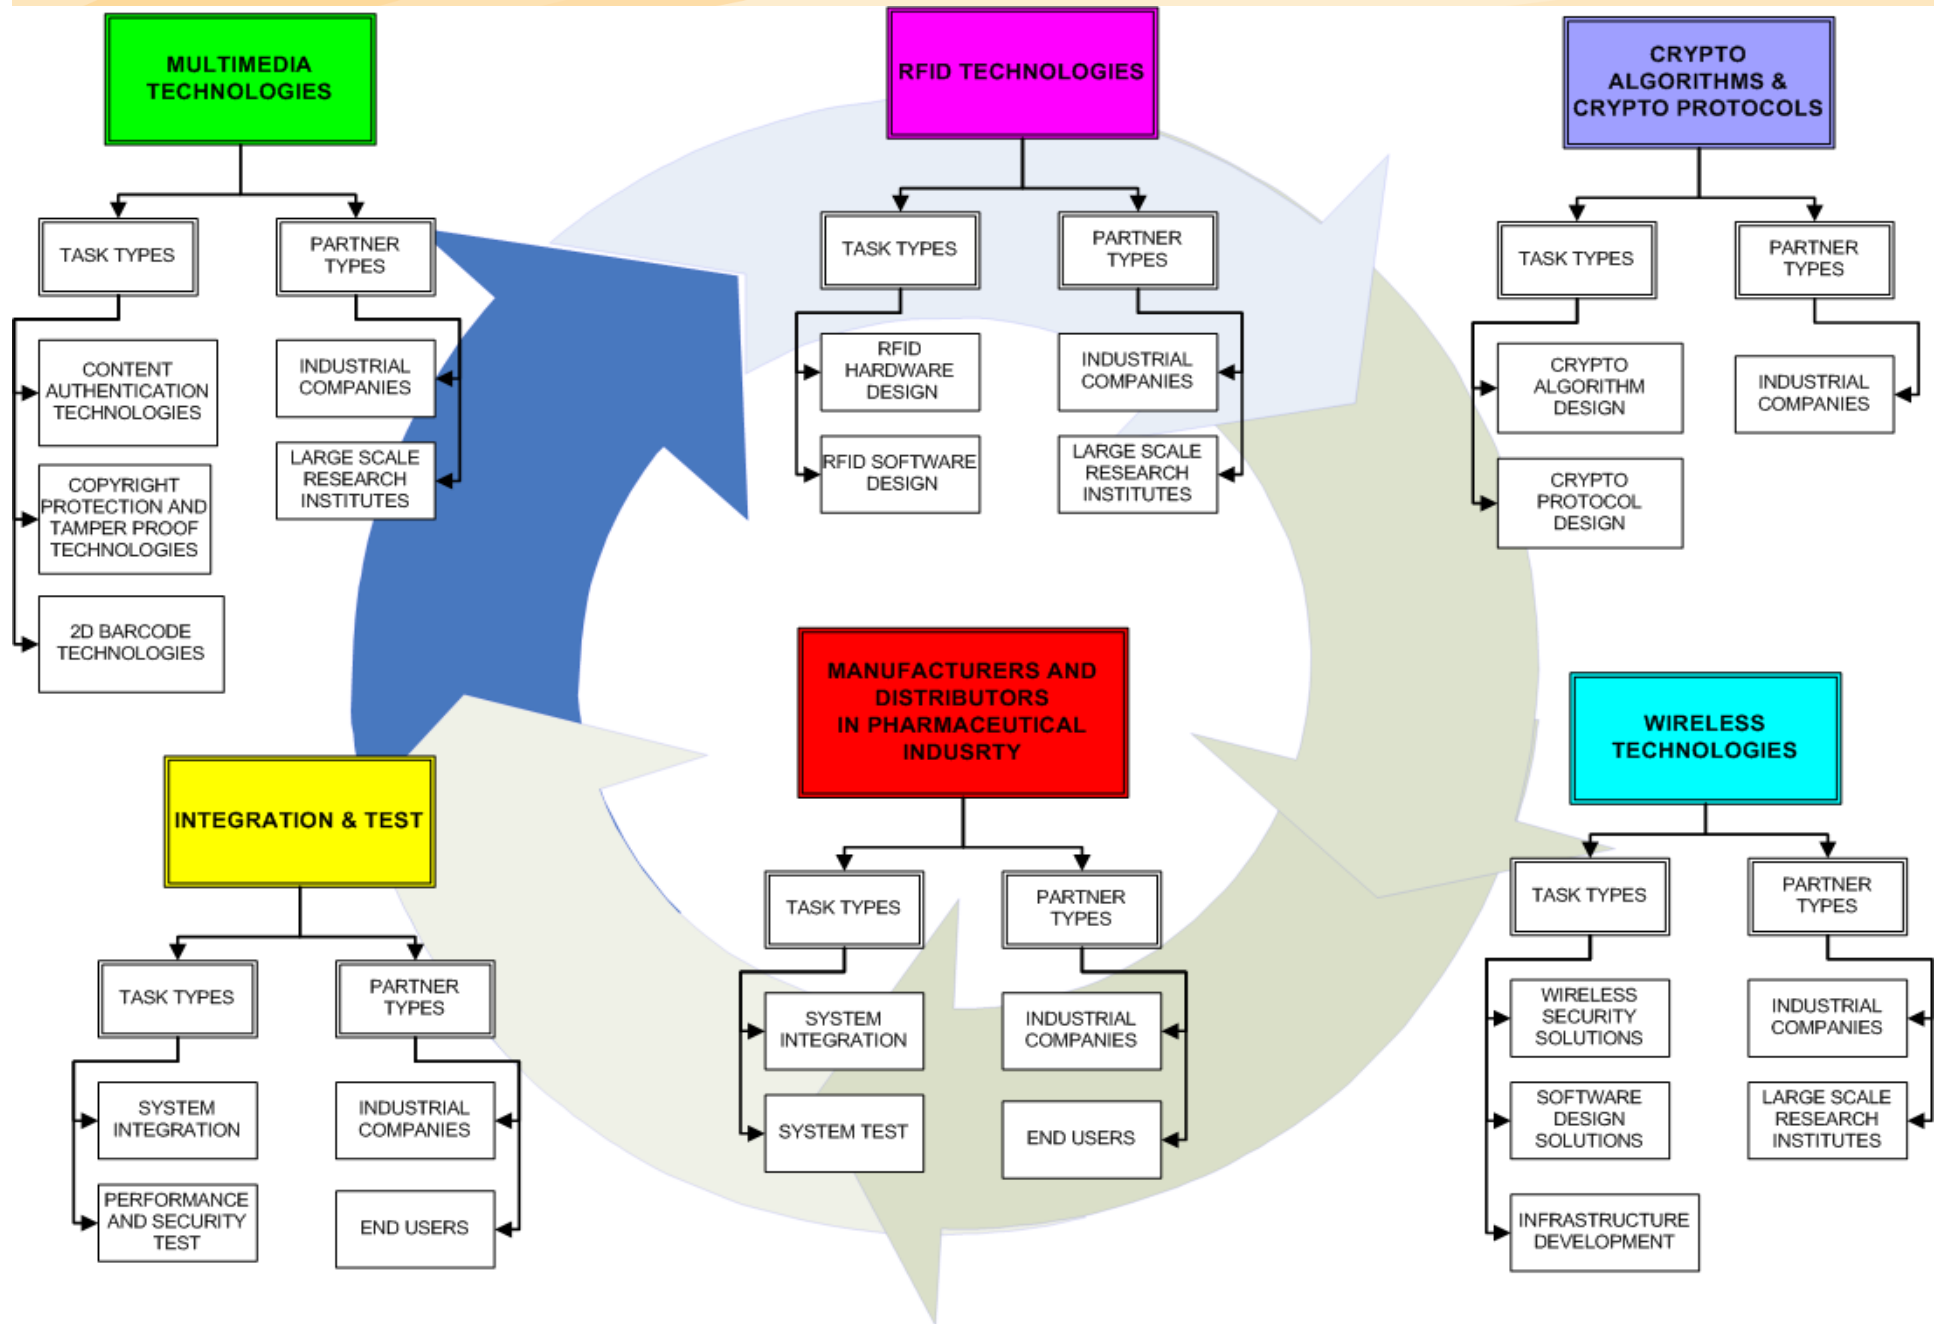 MULTIMEDIA
TECHNOLOGIES
TASK TYPES
PARTNER
TYPES
CONTENT
AUTHENTICATION
TECHNOLOGIES
COPYRIGHT
PROTECTION AND
TAMPER PROOF
TECHNOLOGIES
2D BARCODE
TECHNOLOGIES
INDUSTRIAL
COMPANIES
LARGE SCALE
RESEARCH
INSTITUTES
RFID TECHNOLOGIES
TASK TYPES
PARTNER
TYPES
RFID
HARDWARE
DESIGN
RFID SOFTWARE
DESIGN
INDUSTRIAL
COMPANIES
LARGE SCALE
RESEARCH
INSTITUTES
CRYPTO
ALGORITHMS &
CRYPTO PROTOCOLS
TASK TYPES
PARTNER
TYPES
CRYPTO
ALGORITHM
DESIGN
CRYPTO
PROTOCOL
DESIGN
INDUSTRIAL
COMPANIES
INTEGRATION & TEST
TASK TYPES
PARTNER
TYPES
SYSTEM
INTEGRATION
PERFORMANCE
AND SECURITY
TEST
INDUSTRIAL
COMPANIES
END USERS
MANUFACTURERS AND
DISTRIBUTORS
IN PHARMACEUTICAL
INDUSRTY
TASK TYPES
PARTNER
TYPES
SYSTEM
INTEGRATION
SYSTEM TEST
INDUSTRIAL
COMPANIES
END USERS
WIRELESS
TECHNOLOGIES
TASK TYPES
PARTNER
TYPES
WIRELESS
SECURITY
SOLUTIONS
SOFTWARE
DESIGN
SOLUTIONS
INFRASTRUCTURE
DEVELOPMENT
INDUSTRIAL
COMPANIES
LARGE SCALE
RESEARCH
INSTITUTES